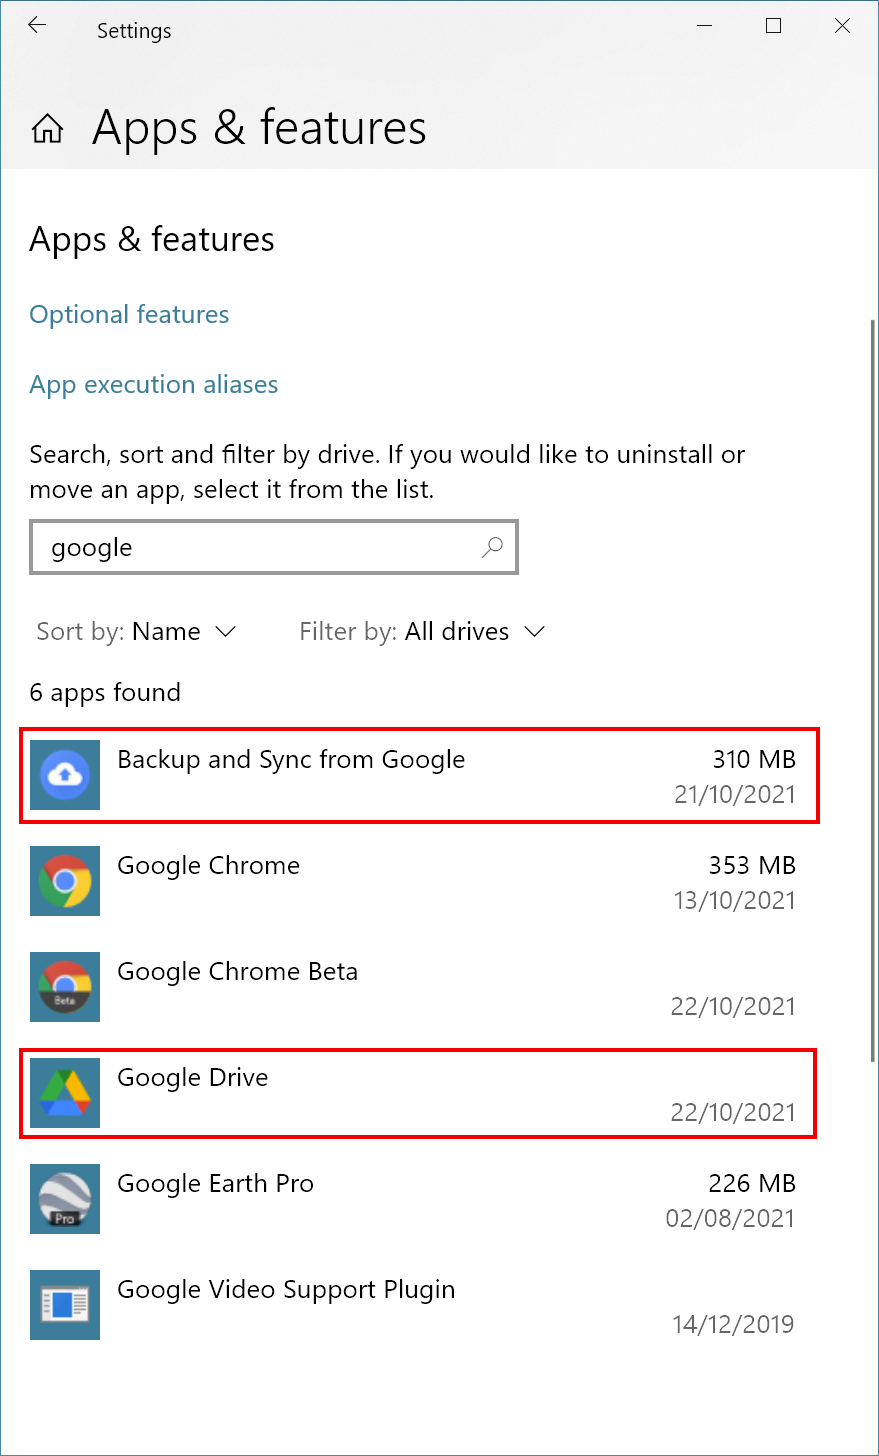 Settings
Apps & features
Apps & features
Optional features
App execution aliases
Search, sort and filter by drive. If you would like to uninstall or
move an app, select it from the list.
google
Sort by: Name Filter by: All drives
6 apps found
Backup and Sync from Google 310 MB
21/10/2021
Google Chrome 353 MB
13/10/2021
Google Chrome Beta
Beta
22/10/2021
Google Drive
22/10/2021
Google Earth Pro 226 MB
Pro 02/08/2021
Google Video Support Plugin
14/12/2019